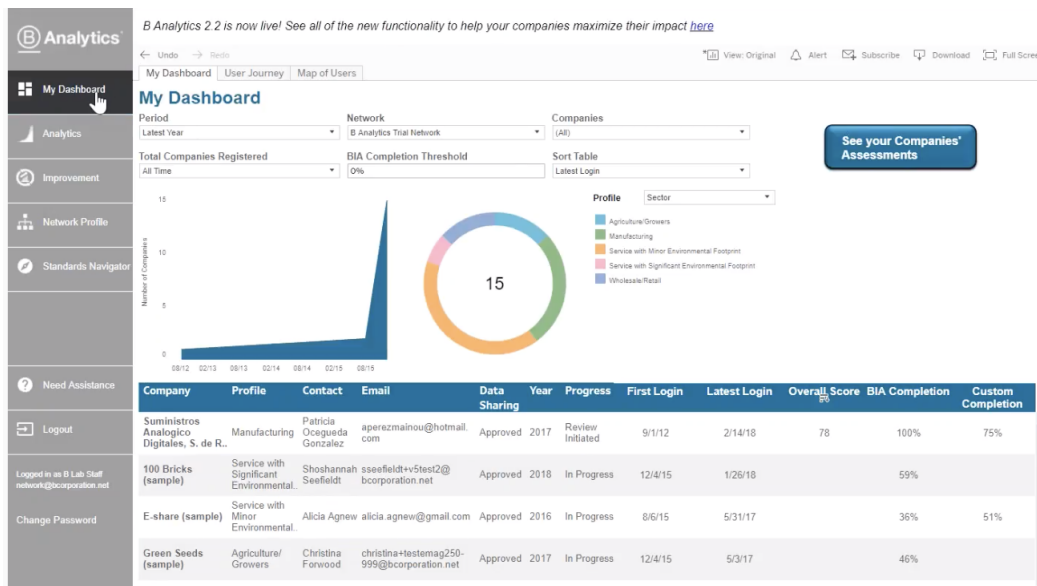 B Analytics
B Analytics 2.2 is now live! See all of the new functionality to help your companies maximize their impact here
Undo Redo
View: Original Alert Subscribe Download Full Scree
My Dashboard User Journey Map of Users
My Dashboard
Analytics
Improvement
Network Profile
Standards Navigator
Need Assistance
Logout
Logged in as B Lab Staff
network@bcorporation.net
Change Password
My Dashboard
Period Network Companies
Latest Year B Analytics Trial Network (All)
Total Companies Registered BIA Completion Threshold Sort Table
All Time 0% Latest Login
See your Companies'
Assessments
Profile Sector
Agriculture/Growers
Manufacturing
Service with Minor Environmental Footprint
Service with Significant Environmental Footprint
Wholesale/Retail
Number of Companies
15
10
5
0
08/12 02/13 08/13 02/14 08/14 02/15 08/15
15
Company Profile Contact Email Data Sharing Year Progress First Login Latest Login Overall Score BIA Completion Custom Completion
Suministros Analogico Digitales, S. de R.. Manufacturing Patricia Ocegueda Gonzalez aperezmainou@hotmail.com Approved 2017 Review Initiated 9/1/12 2/14/18 78 100% 75%
100 Bricks (sample) Service with Significant Environmental.. Shoshannah Seefieldt sseefieldt+v5test2@bcorporation.net Approved 2018 In Progress 12/4/15 1/26/18 59%
E-share (sample) Service with Minor Environmental.. Alicia Agnew alicia.agnew@gmail.com Approved 2016 In Progress 8/6/15 5/31/17 36% 51%
Green Seeds (sample) Agriculture/ Growers Christina Forwood christina+testemag250-999@bcorporation.net Approved 2017 In Progress 12/4/15 5/3/17 46%